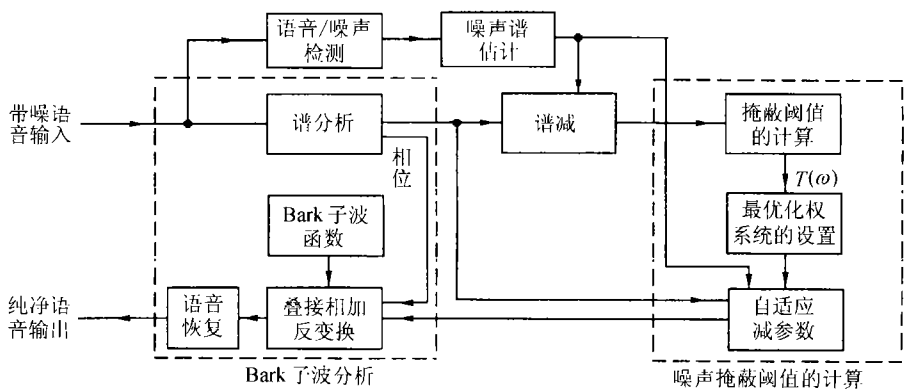 语音/噪声
检测
噪声谱
估计
带噪语
音输入
谱分析
谱减
掩蔽阈值
的计算
相
位
T(ω)
Bark 子波
函数
最优化权
系统的设置
纯净语
音输出
语音
恢复
叠接相加
反变换
自适应
减参数
Bark 子波分析
噪声掩蔽阈值的计算